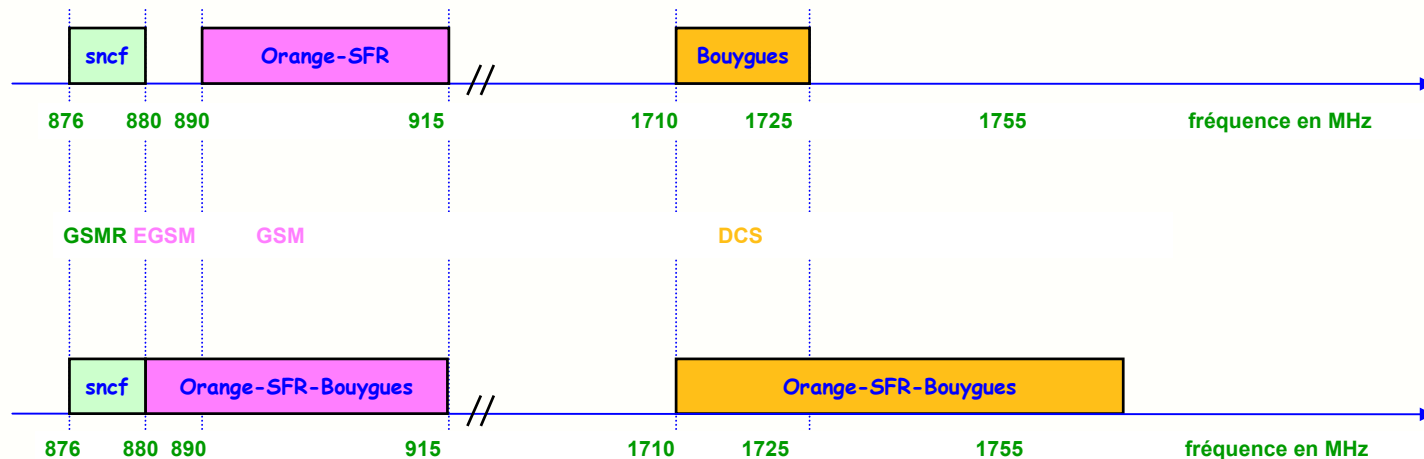 sncf Orange-SFR Bouygues
876 880 890 915 1710 1725 1755 fréquence en MHz
GSMR EGSM GSM DCS
sncf Orange-SFR-Bouygues Orange-SFR-Bouygues
876 880 890 915 1710 1725 1755 fréquence en MHz